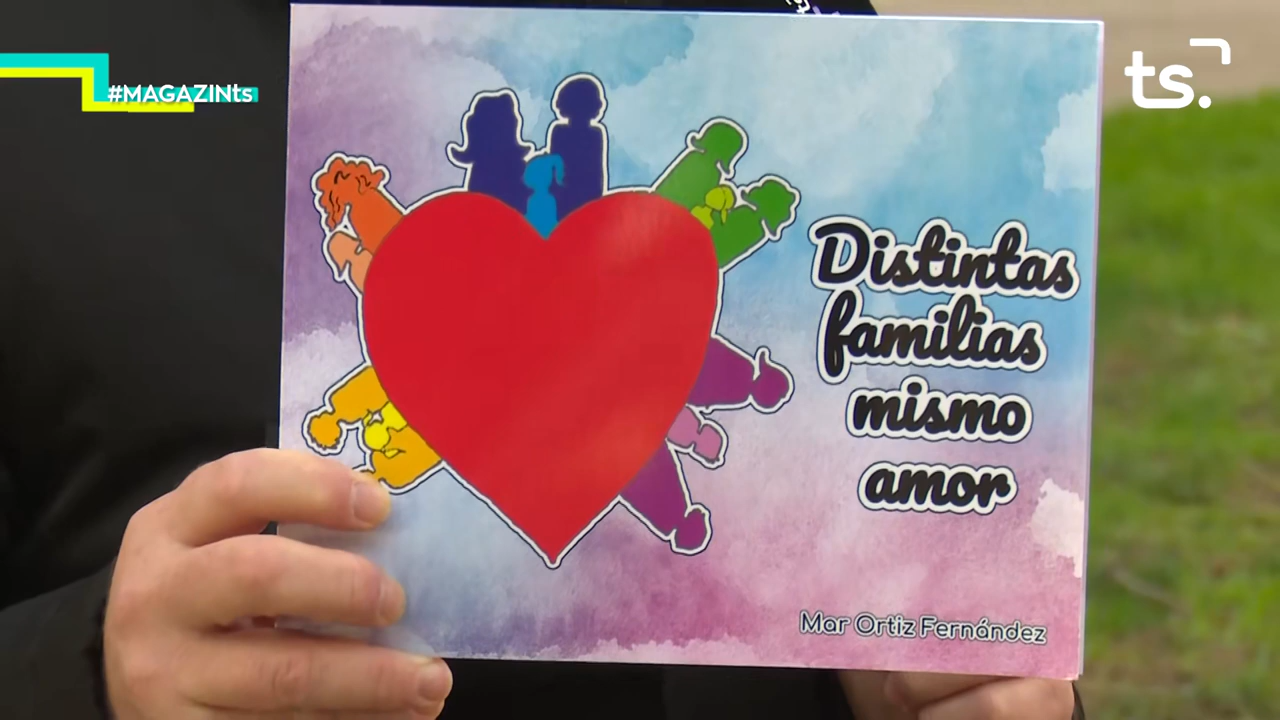 #MAGAZINts
ts.
Distintas
familias
mismo
amor
Mar Ortiz Fernández